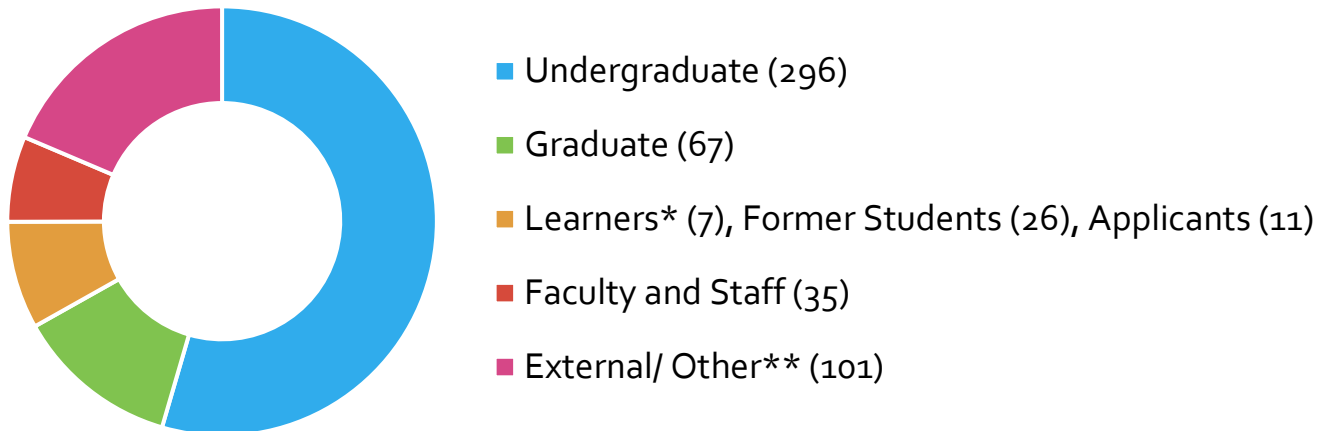 Undergraduate (296)
Graduate (67)
Learners* (7), Former Students (26), Applicants (11)
Faculty and Staff (35)
External/ Other** (101)